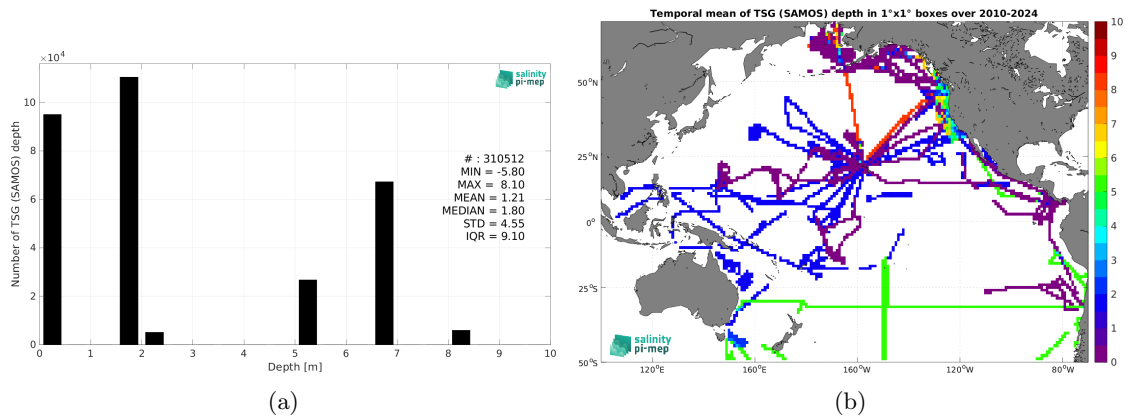 ×10⁴
10
8
6
4
2
0
Number of TSG (SAMOS) depth
0 1 2 3 4 5 6 7 8 9 10
Depth [m]
salinity
pi-mep
# : 310512
MIN = -5.80
MAX = 8.10
MEAN = 1.21
MEDIAN = 1.80
STD = 4.55
IQR = 9.10
(a)
Temporal mean of TSG (SAMOS) depth in 1°x1° boxes over 2010-2024
50°N
25°N
0°
25°S
50°S
120°E 160°E 160°W 120°W 80°W
salinity
pi-mep
10
9
8
7
6
5
4
3
2
1
0
(b)